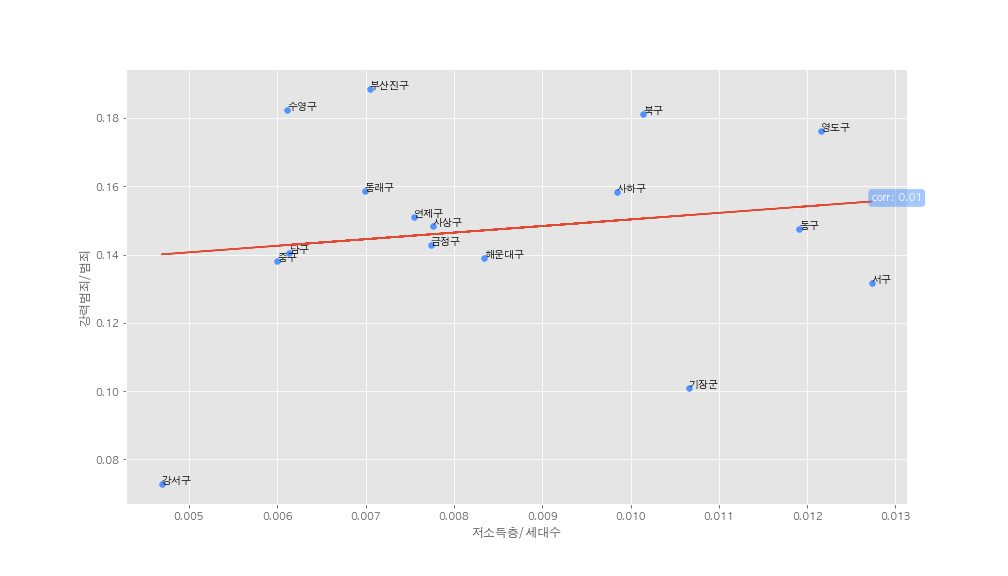 부산진구
수영구
북구
영도구
동래구
사하구
corr: 0.01
연제구
사상구
동구
금정구
남구
중구
해운대구
서구
기장군
강서구
0.18
0.16
0.14
0.12
0.10
0.08
강력범죄/범죄
0.005 0.006 0.007 0.008 0.009 0.010 0.011 0.012 0.013
저소득층/세대수